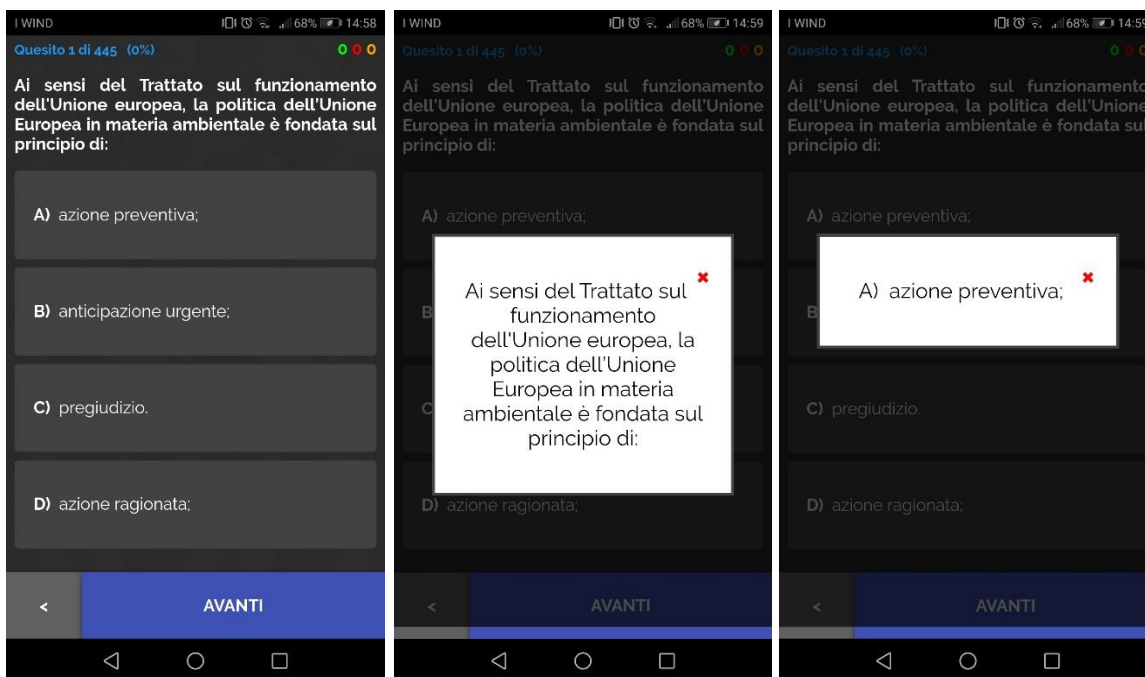 I WIND 68% 14:58
Quesito 1 di 445 (0%) 0 0 0
Ai sensi del Trattato sul funzionamento
dell'Unione europea, la politica dell'Unione
Europea in materia ambientale è fondata sul
principio di:
A) azione preventiva;
B) anticipazione urgente;
C) pregiudizio.
D) azione ragionata;
< AVANTI
I WIND 68% 14:59
Quesito 1 di 445 (0%) 0 0 0
Ai sensi del Trattato sul funzionamento
dell'Unione europea, la politica dell'Unione
Europea in materia ambientale è fondata sul
principio di:
A) azione preventiva;
Ai sensi del Trattato sul
funzionamento
dell'Unione europea, la
politica dell'Unione
Europea in materia
ambientale è fondata sul
principio di:
B
C
D) azione ragionata;
< AVANTI
I WIND 68% 14:59
Quesito 1 di 445 (0%) 0 0 0
Ai sensi del Trattato sul funzionamento
dell'Unione europea, la politica dell'Unione
Europea in materia ambientale è fondata sul
principio di:
A) azione preventiva;
A) azione preventiva;
B
C) pregiudizio.
D) azione ragionata;
< AVANTI